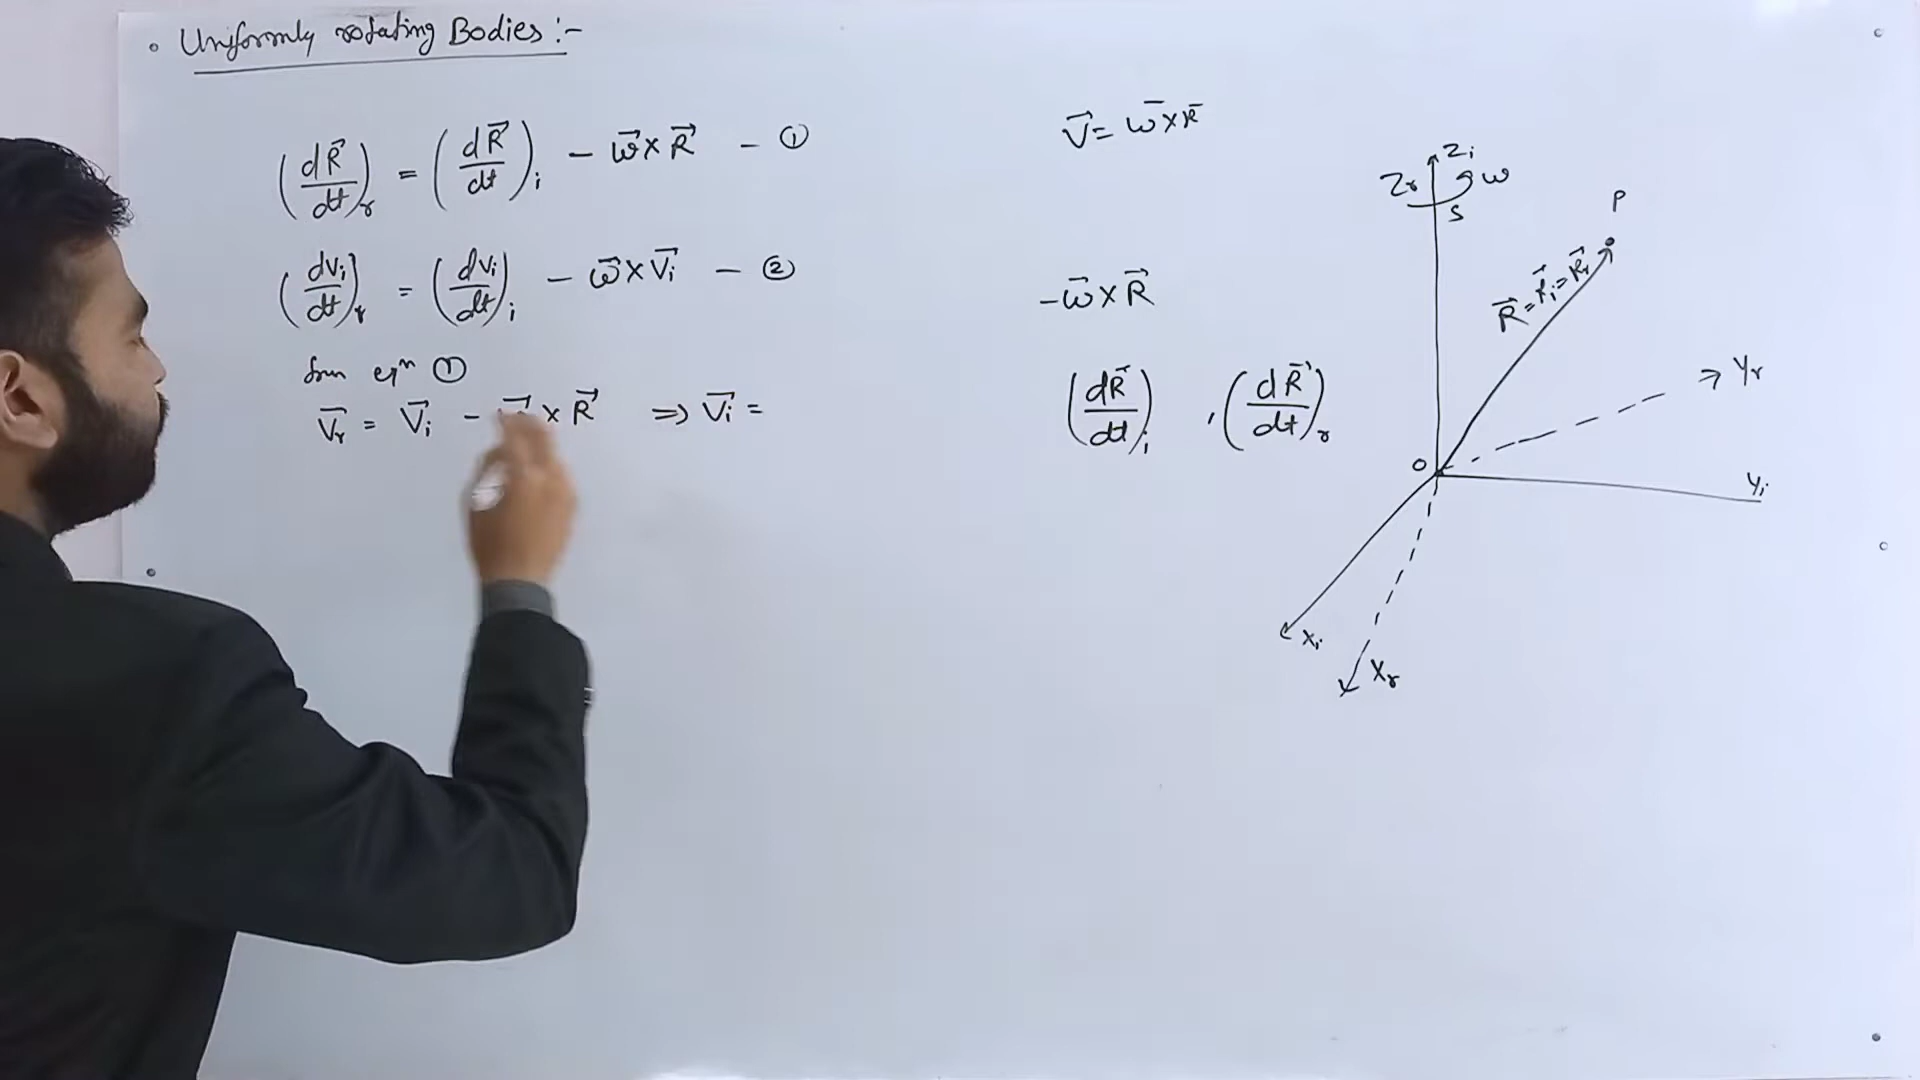 • Uniformly rotating Bodies :-
(dR⃗/dt)r = (dR⃗/dt)i - ω⃗ x R⃗ - ①
(dvi/dt)r = (dvi/dt)i - ω⃗ x V⃗i - ②
from eqn ①
V⃗r = V⃗i - x R⃗ ⇒ V⃗i =
V⃗ = ω̄ x R̄
-ω⃗ x R⃗
(dR⃗/dt)i , (dR⃗/dt)r
Zi
Zr
ω
S
P
R⃗ = R⃗i = R⃗r
Yr
O
Yi
Xi
Xr